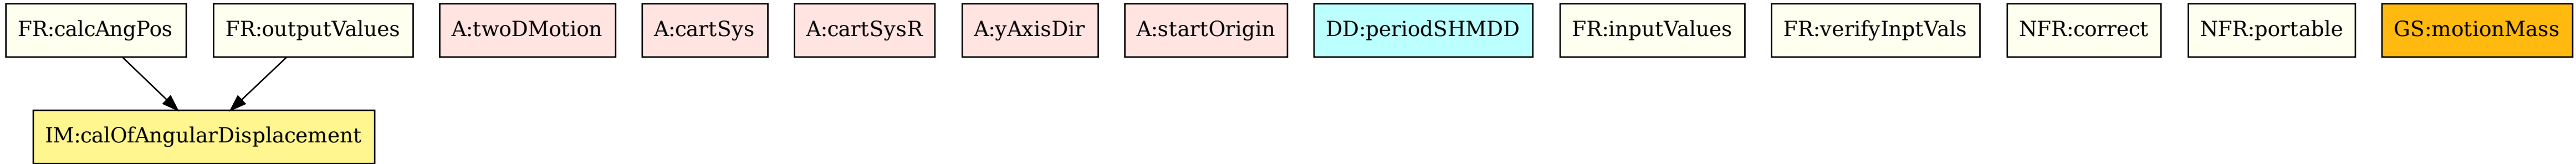 FR:calcAngPos
FR:outputValues
A:twoDMotion
A:cartSys
A:cartSysR
A:yAxisDir
A:startOrigin
DD:periodSHMDD
FR:inputValues
FR:verifyInptVals
NFR:correct
NFR:portable
GS:motionMass
IM:calOfAngularDisplacement